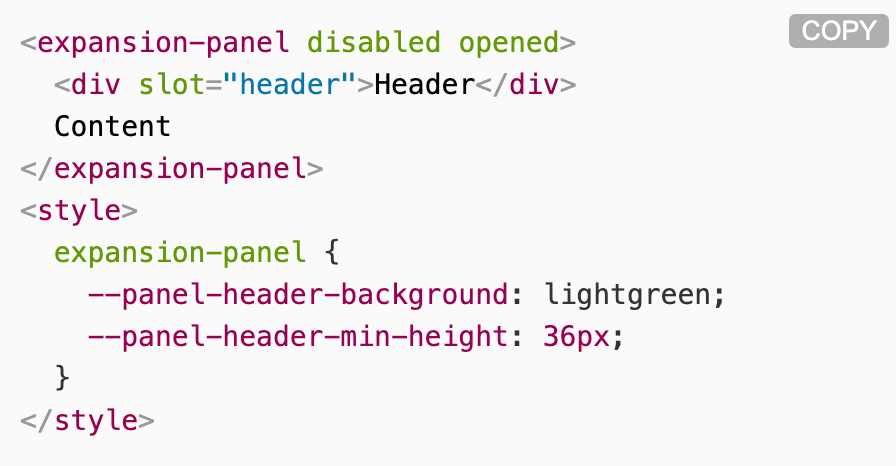 COPY
<expansion-panel disabled opened>
  <div slot="header">Header</div>
  Content
</expansion-panel>
<style>
  expansion-panel {
    --panel-header-background: lightgreen;
    --panel-header-min-height: 36px;
  }
</style>